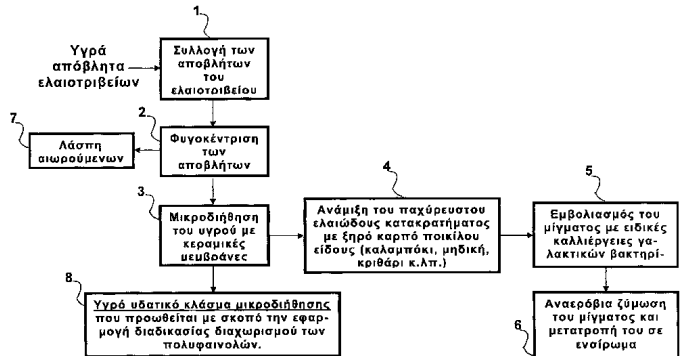 1
Υγρά
απόβλητα
ελαιοτριβείων
Συλλογή των
αποβλήτων
του
ελαιοτριβείου
2
7
Λάσπη
αιωρούμενων
Φυγοκέντριση
των
αποβλήτων
3
Μικροδιήθηση
του υγρού με
κεραμικές
μεμβράνες
4
Ανάμιξη του παχύρευστου
ελαιώδους κατακρατήματος
με ξηρό καρπό ποικίλου
είδους (καλαμπόκι, μηδική,
κριθάρι κ.λπ.)
5
Εμβολιασμός του
μίγματος με ειδικές
καλλιέργειες γα-
λακτικών βακτηρί-
8
Υγρό υδατικό κλάσμα μικροδιήθησης
που προωθείται με σκοπό την εφαρ-
μογή διαδικασίας διαχωρισμού των
πολυφαινολών.
Αναερόβια ζύμωση
του μίγματος και
μετατροπή του σε
ενσίρωμα
6